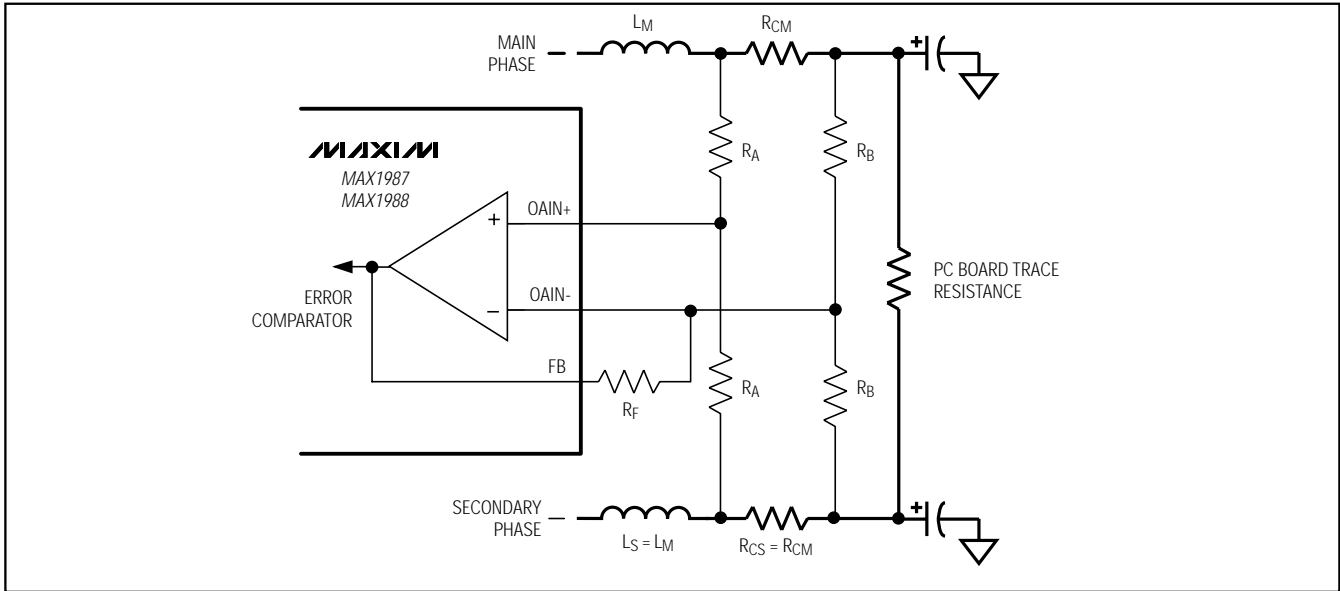 LM
RCM
MAIN
PHASE
+
MAXIM
MAX1987
MAX1988
RA
RB
OAIN+
+
PC BOARD TRACE
RESISTANCE
OAIN-
−
ERROR
COMPARATOR
FB
RF
RA
RB
SECONDARY
PHASE
+
LS = LM
RCS = RCM